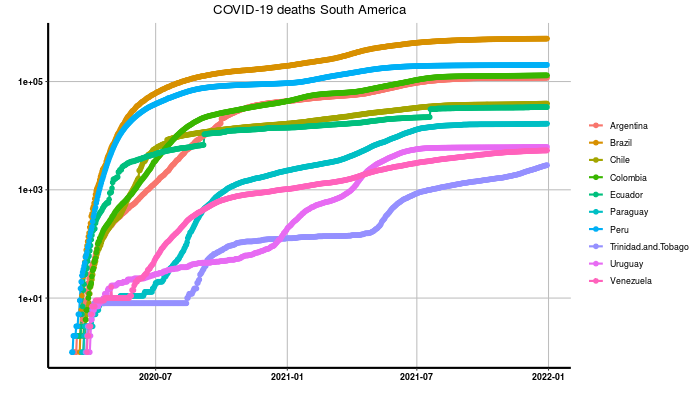 COVID-19 deaths South America
1e+05
1e+03
1e+01
2020-07
2021-01
2021-07
2022-01
Argentina
Brazil
Chile
Colombia
Ecuador
Paraguay
Peru
Trinidad.and.Tobago
Uruguay
Venezuela